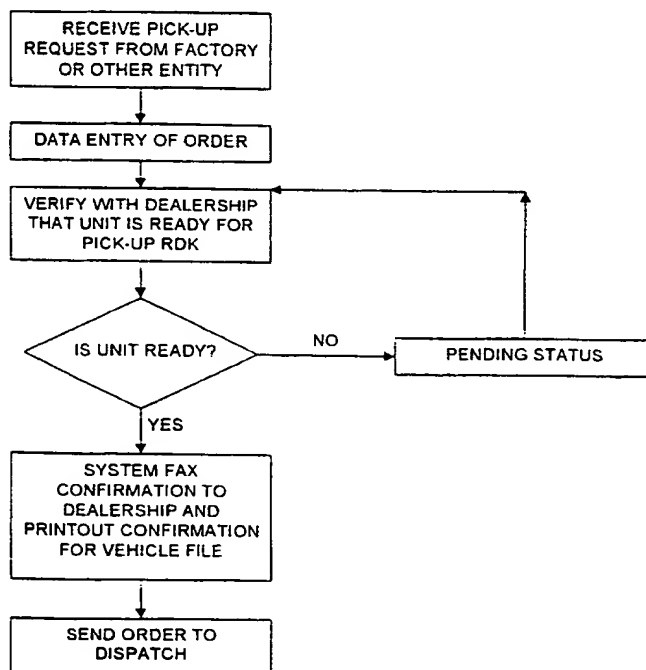 RECEIVE PICK-UP
REQUEST FROM FACTORY
OR OTHER ENTITY
DATA ENTRY OF ORDER
VERIFY WITH DEALERSHIP
THAT UNIT IS READY FOR
PICK-UP RDK
IS UNIT READY?
NO
PENDING STATUS
YES
SYSTEM FAX
CONFIRMATION TO
DEALERSHIP AND
PRINTOUT CONFIRMATION
FOR VEHICLE FILE
SEND ORDER TO
DISPATCH